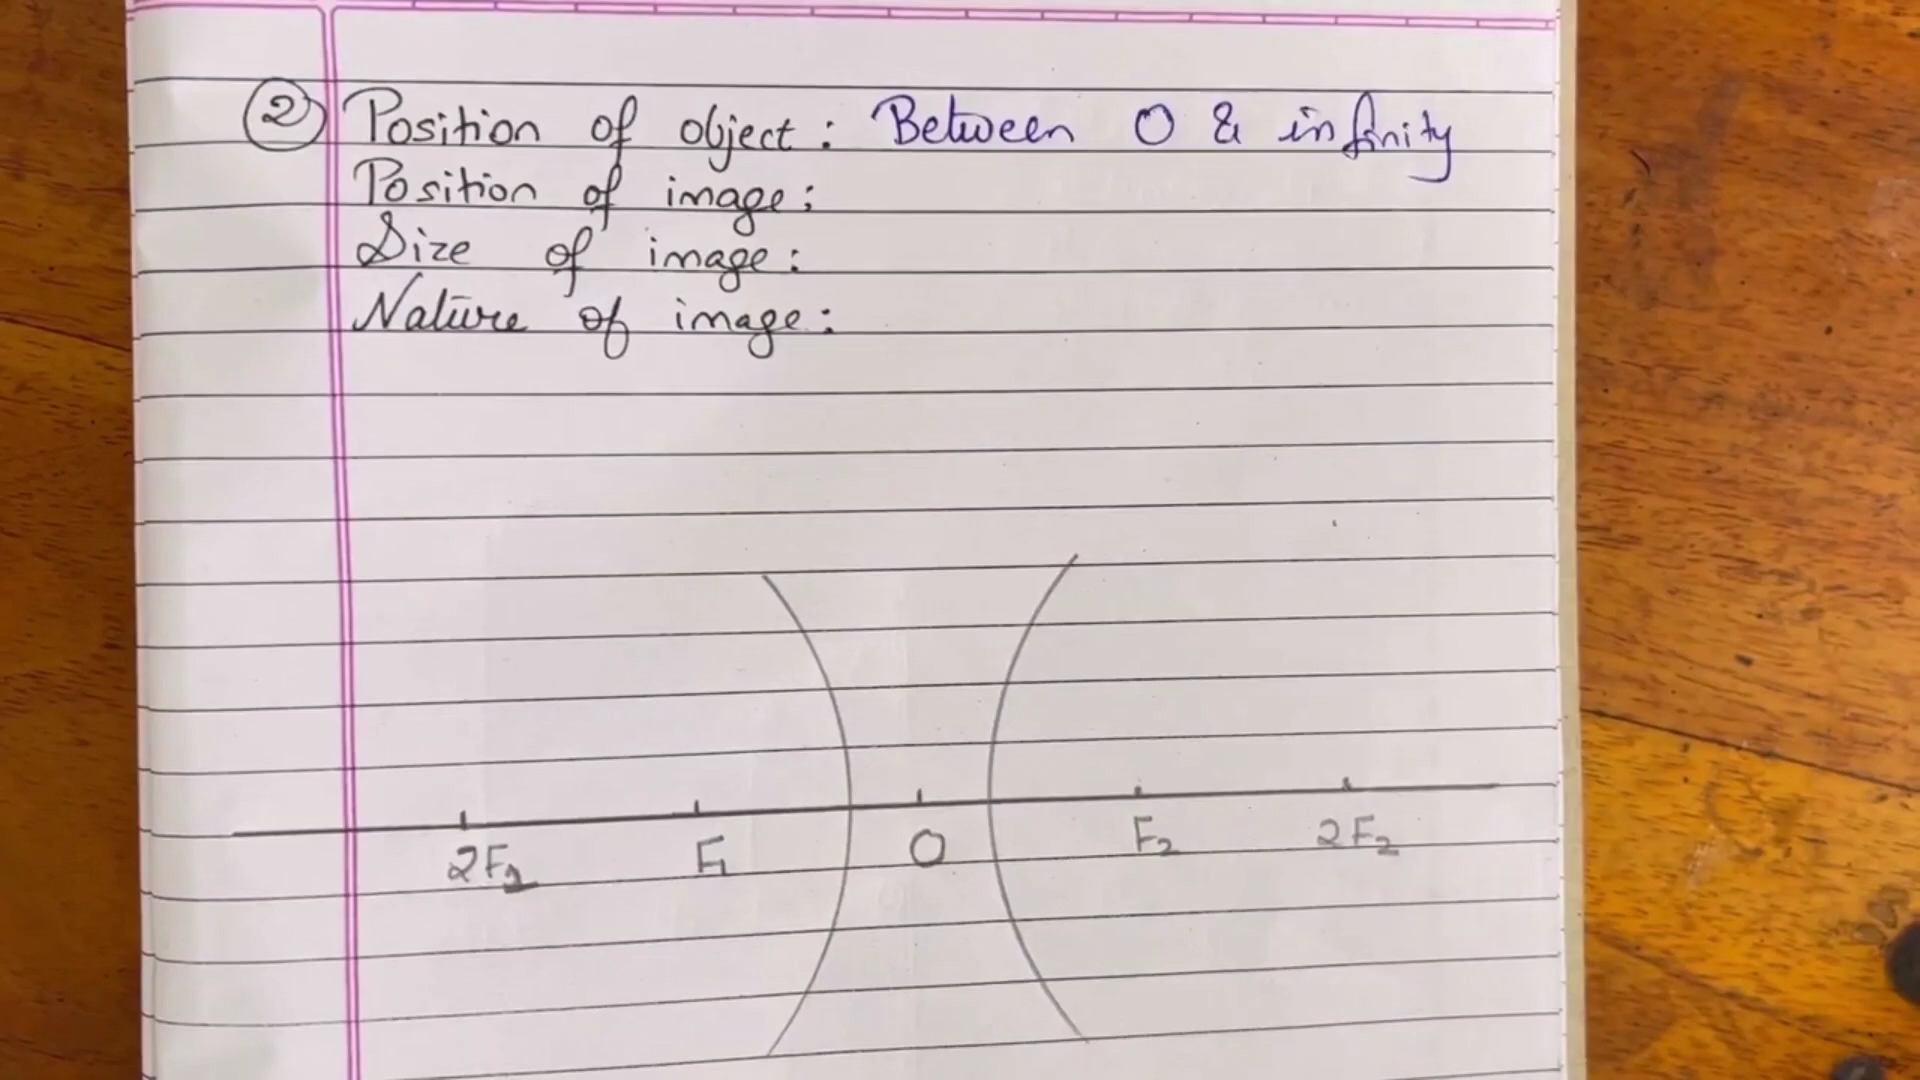 ② Position of object: Between O & infinity
Position of image:
Size of image:
Nature of image:
2F₁ F₁ O F₂ 2F₂